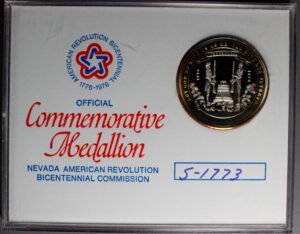 AMERICAN REVOLUTION BICENTENNIAL
1776-1976
OFFICIAL
Commemorative
Medallion
NEVADA AMERICAN REVOLUTION
BICENTENNIAL COMMISSION
S-1773